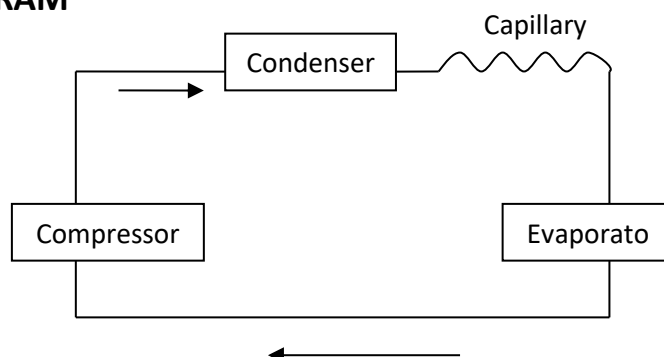 RAM
Capillary
Condenser
Compressor
Evaporato